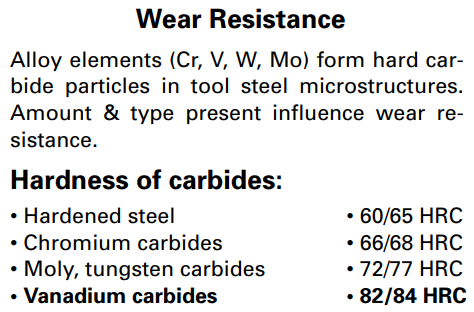 Wear Resistance
Alloy elements (Cr, V, W, Mo) form hard car-
bide particles in tool steel microstructures.
Amount & type present influence wear re-
sistance.
Hardness of carbides:
• Hardened steel • 60/65 HRC
• Chromium carbides • 66/68 HRC
• Moly, tungsten carbides • 72/77 HRC
• Vanadium carbides • 82/84 HRC